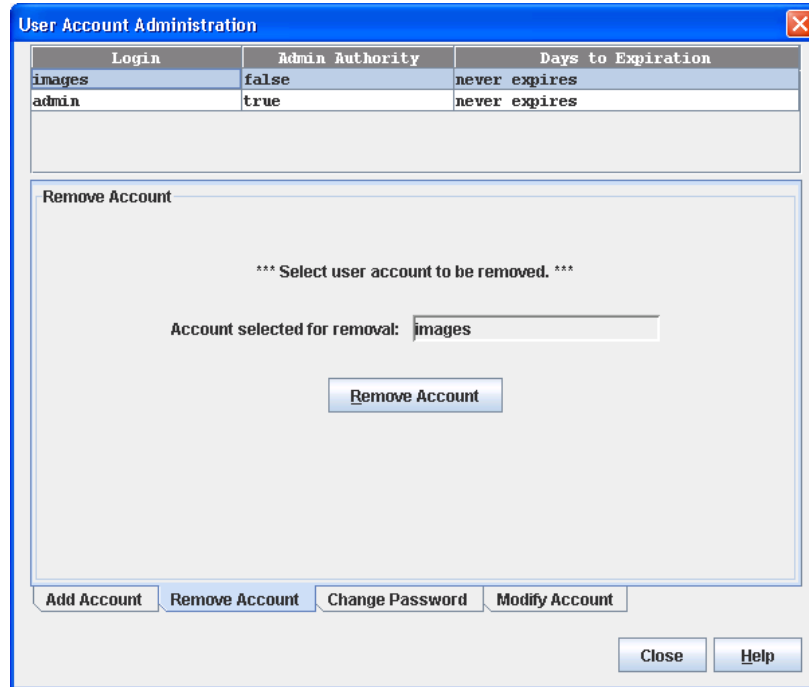 User Account Administration
Login Admin Authority Days to Expiration
images false never expires
admin true never expires
Remove Account
*** Select user account to be removed. ***
Account selected for removal: images
Remove Account
Add Account Remove Account Change Password Modify Account
Close Help